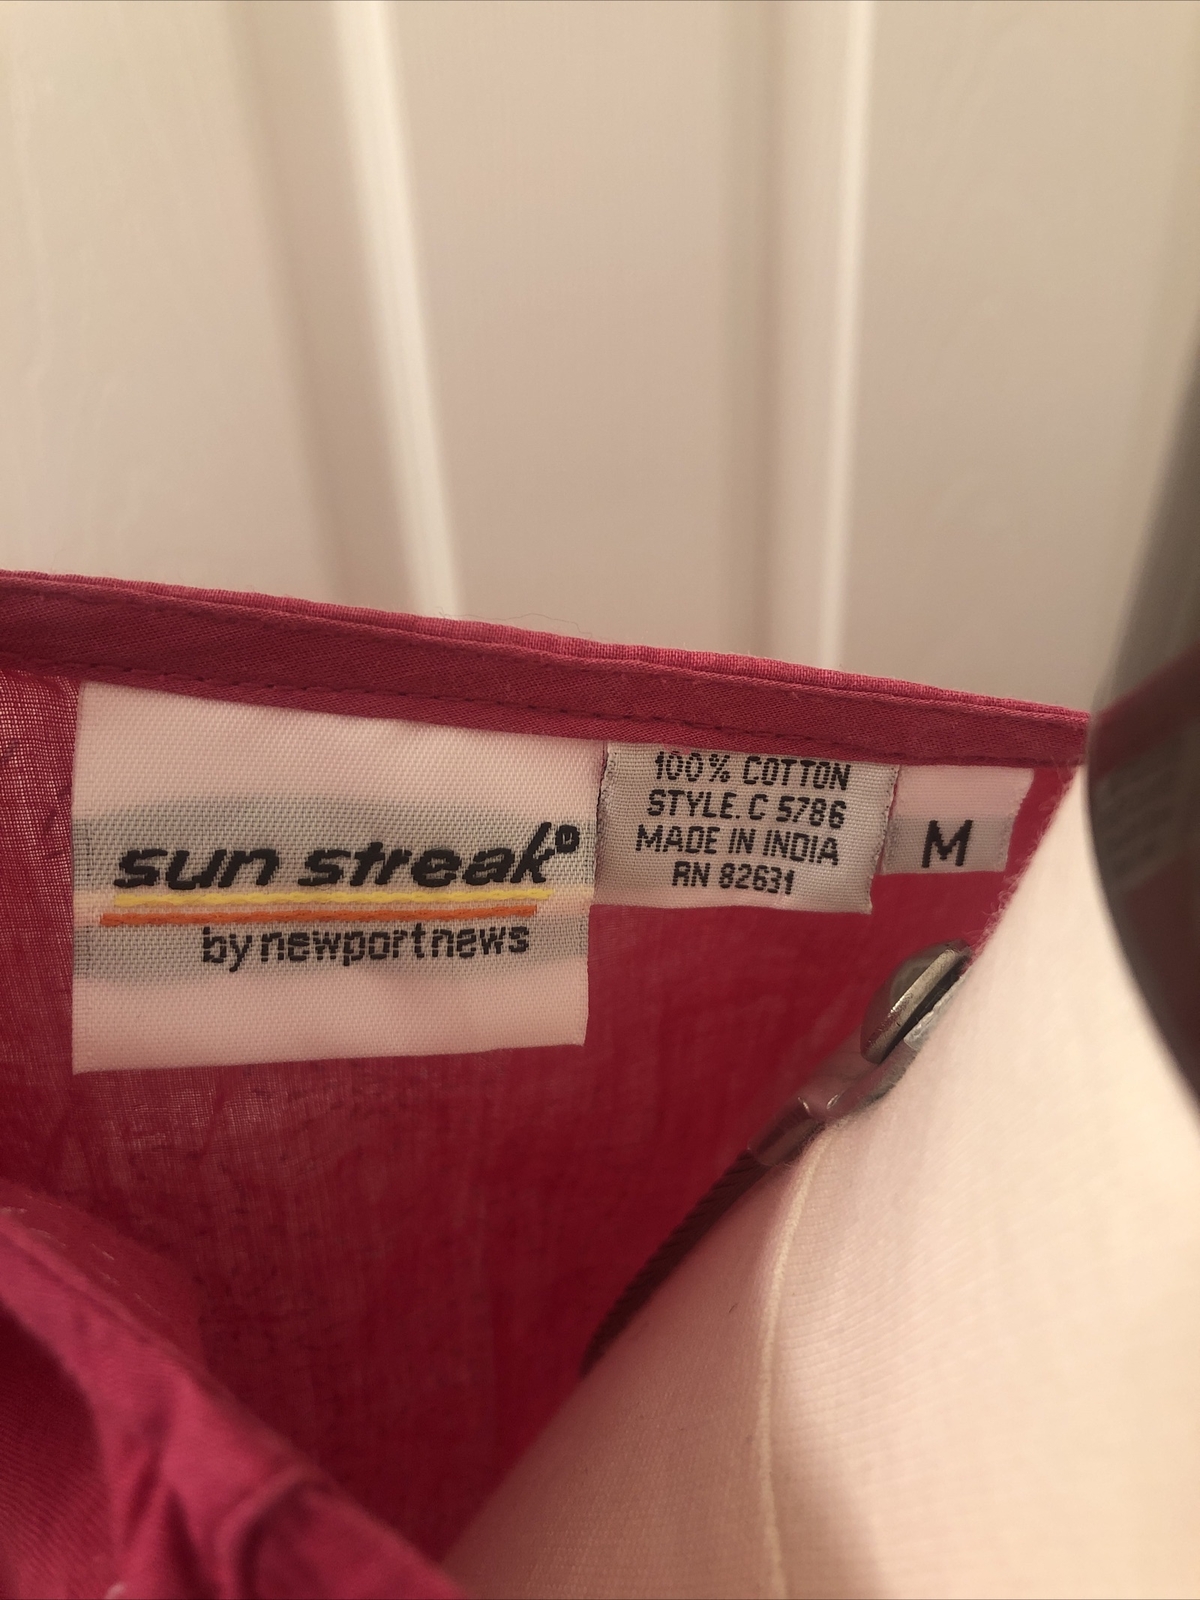 sun streak®
by newportnews
100% COTTON
STYLE. C 5786
MADE IN INDIA
RN 82631
M